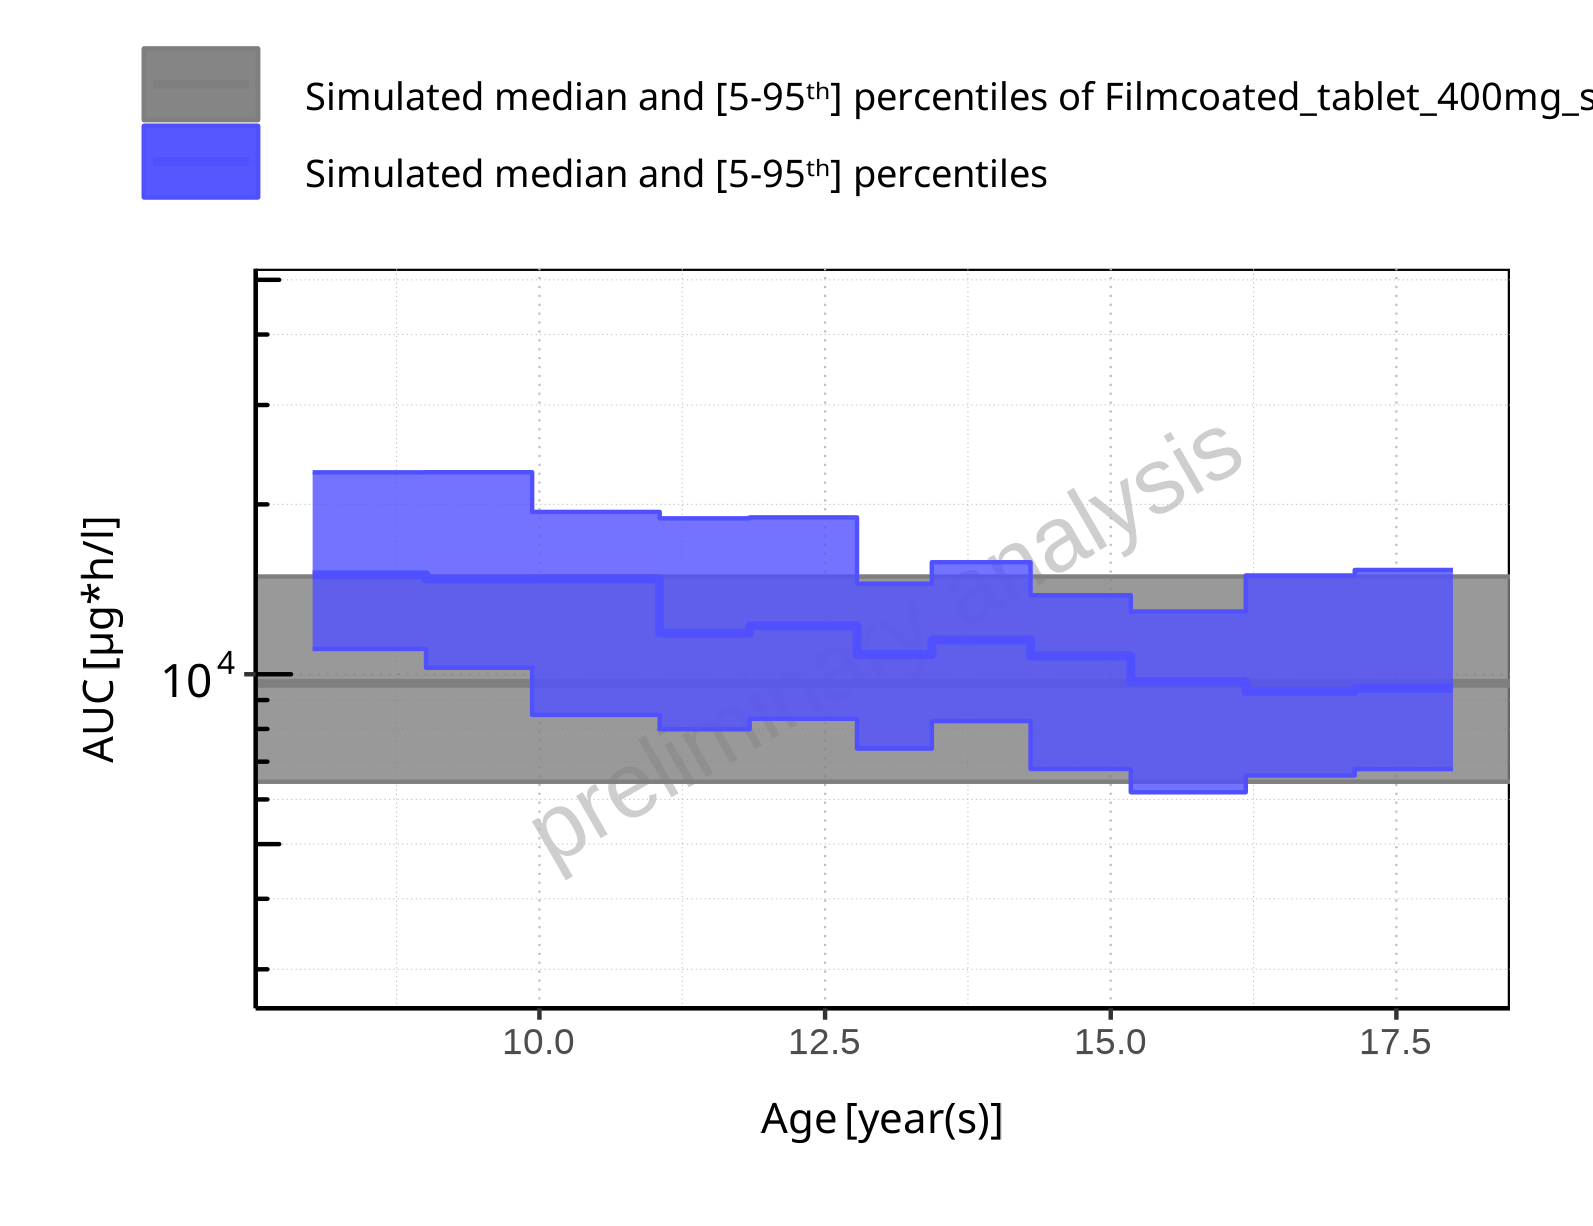 Simulated median and [5-95ᵗʰ] percentiles of Filmcoated_tablet_400mg_s
Simulated median and [5-95ᵗʰ] percentiles
AUC [µg*h/l]
10⁴
preliminary analysis
10.0 12.5 15.0 17.5
Age [year(s)]